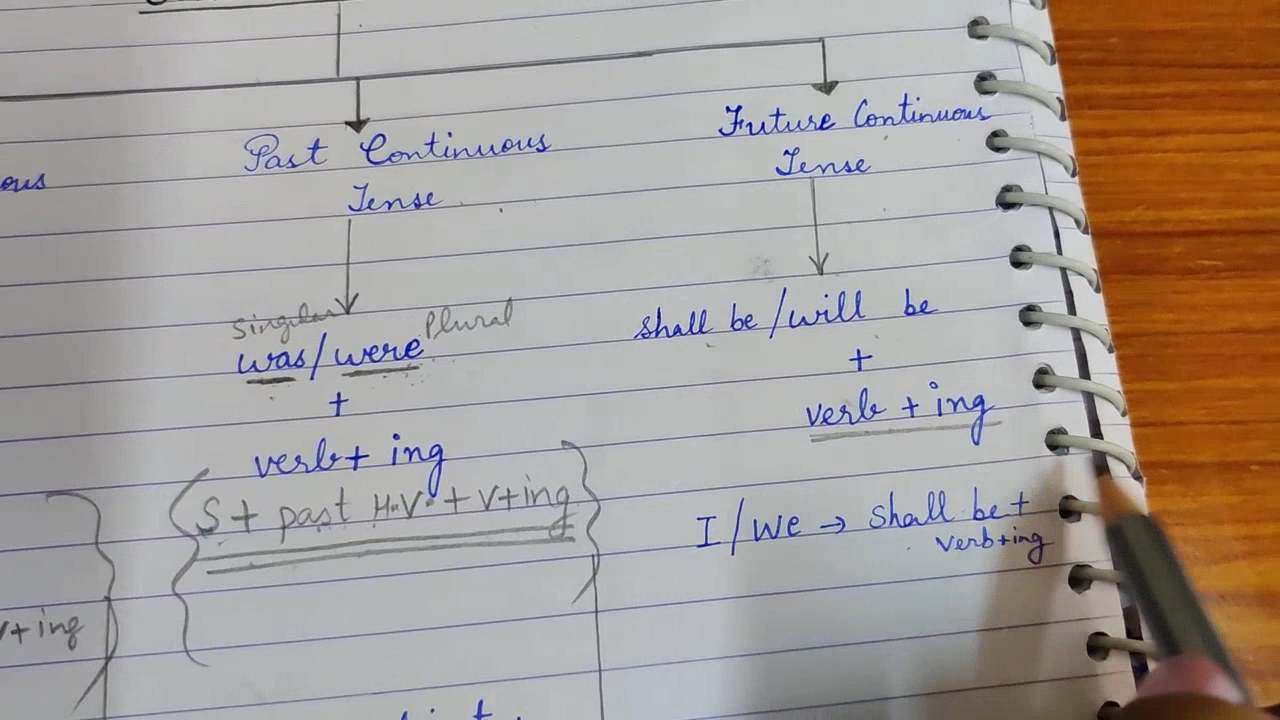 ous
Past Continuous
Tense
Singular Plural
was/were
+
verb+ ing
S + past H.V. + V+ing
+ing
Future Continuous
Tense
shall be/will be
+
verb + ing
I/We → shall be +
verb+ing